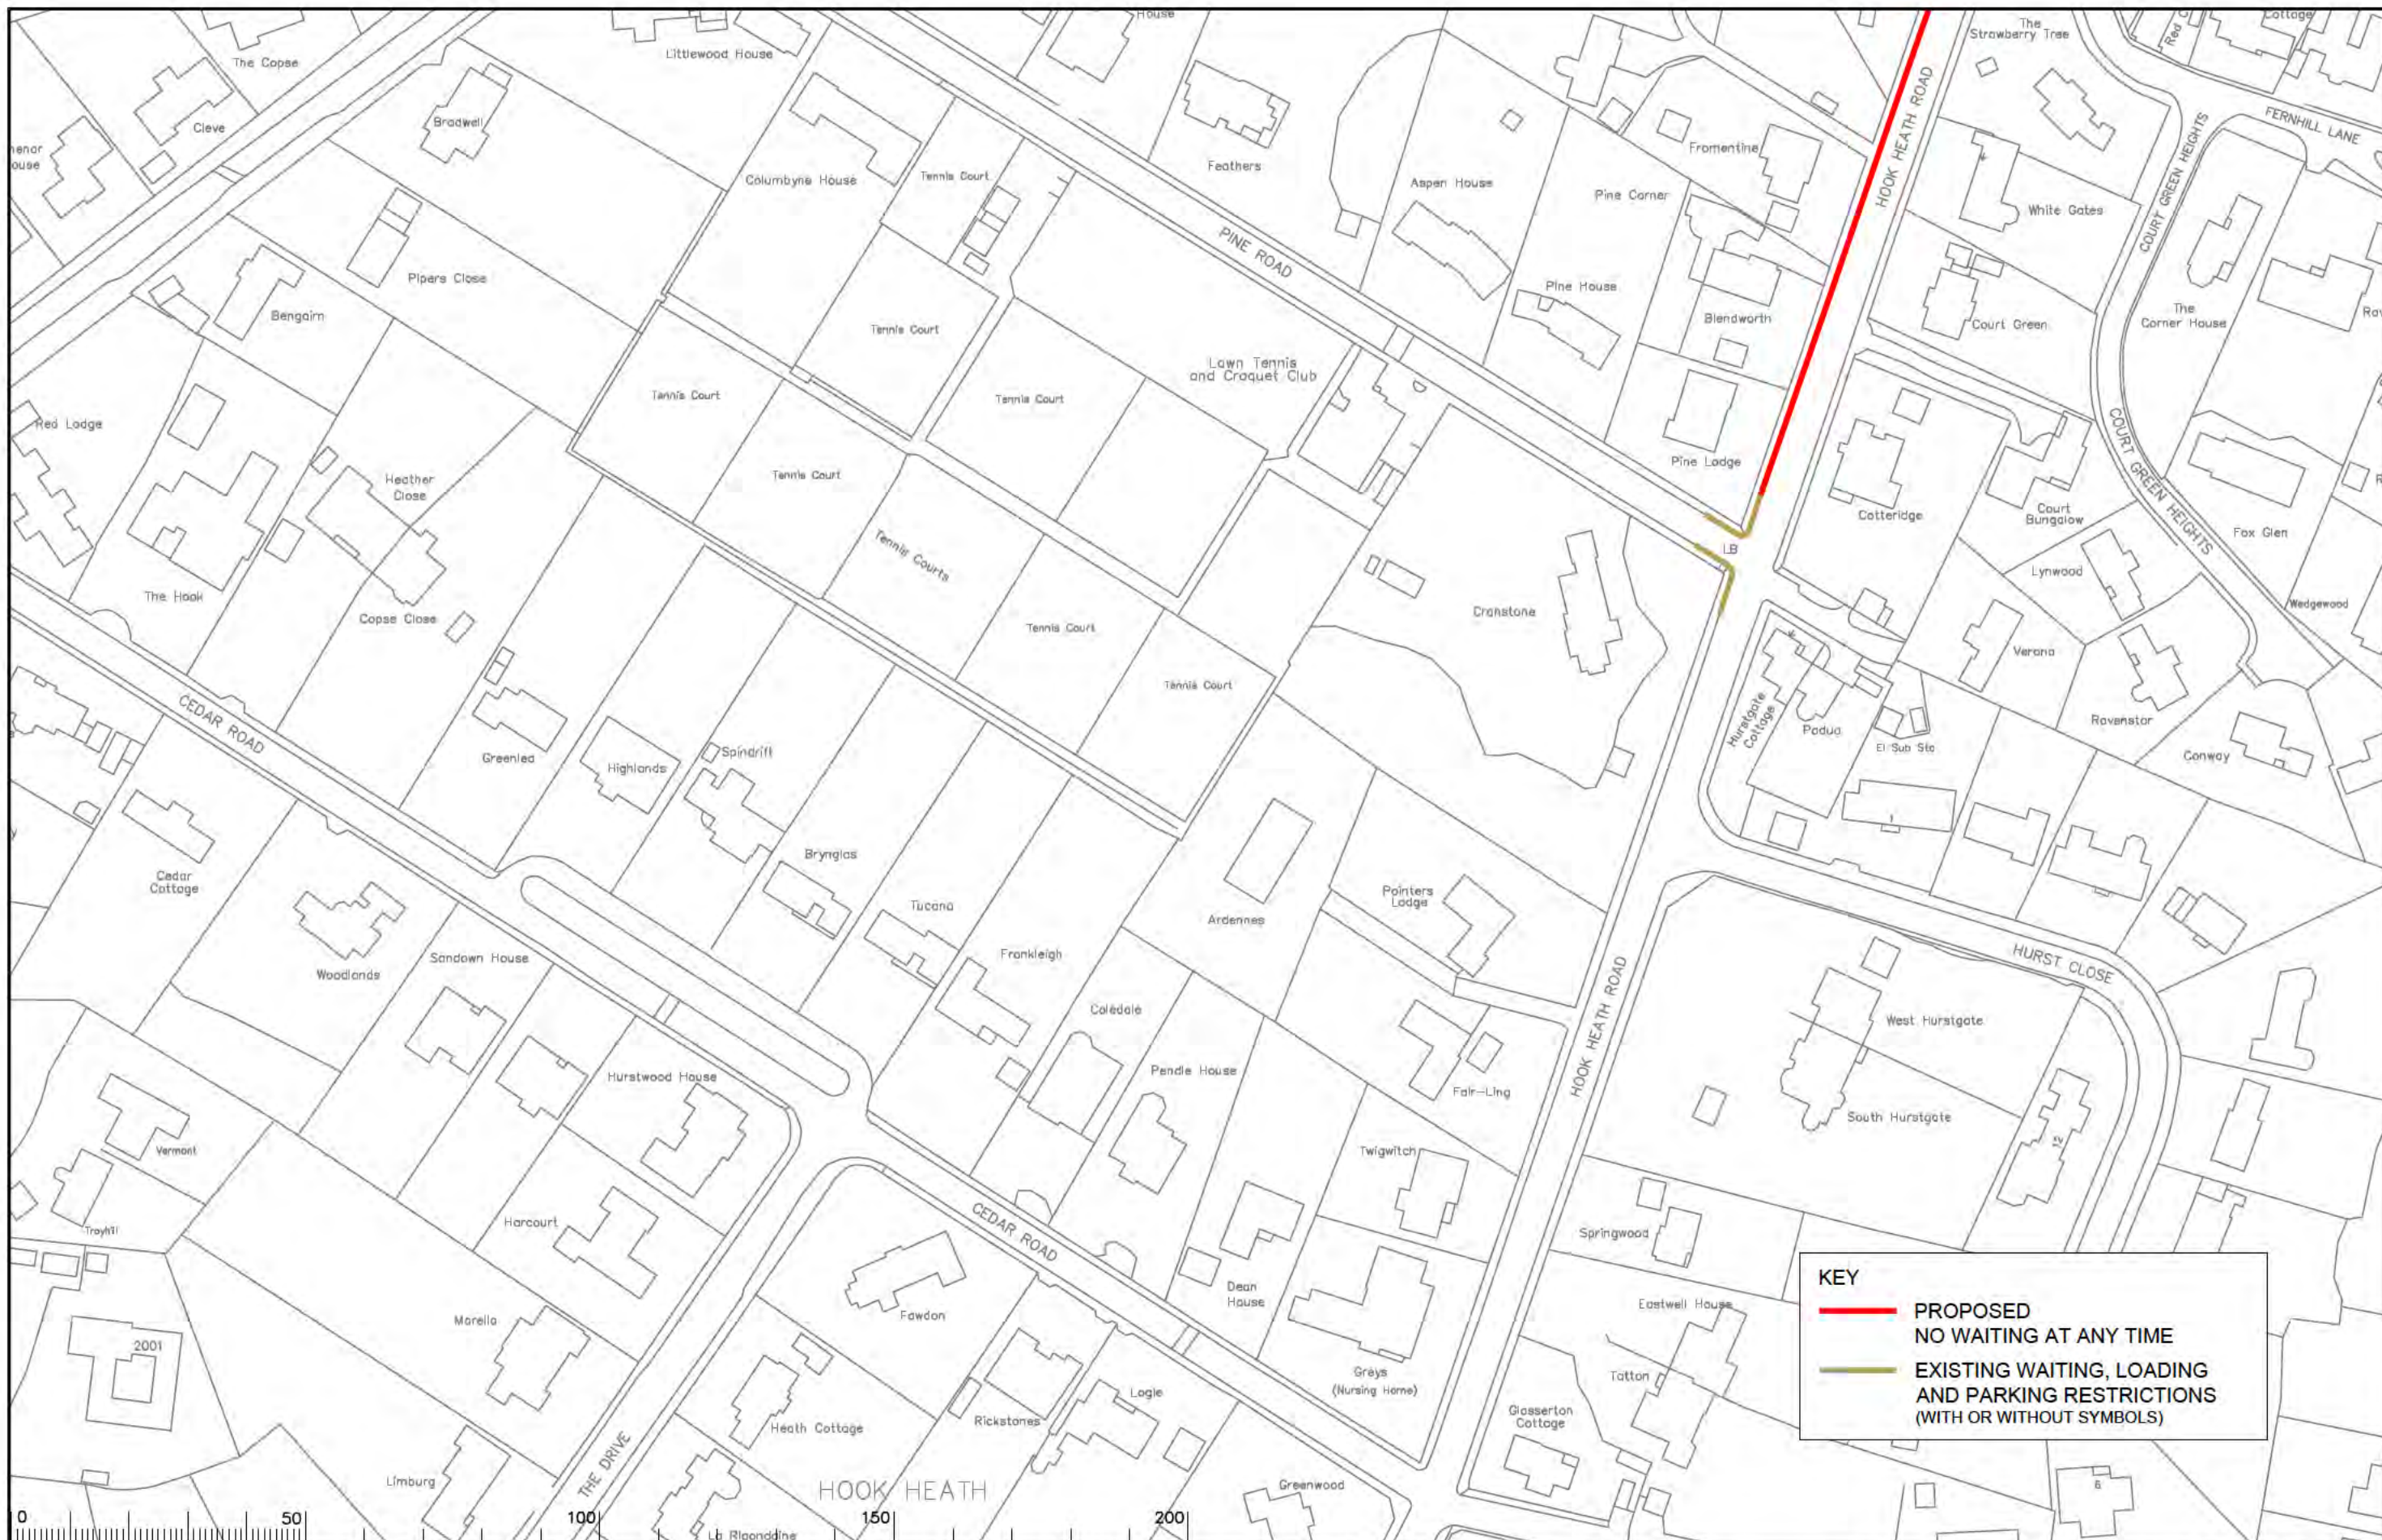 House
The
Strawberry Tree
Cottage
The Copse
Littlewood House
Cleve
Bradwell
Feathers
Fromentine
HOOK HEATH ROAD
FERNHILL LANE
COURT GREEN HEIGHTS
Columbyne House
Tennis Court
Aspen House
Pine Corner
White Gates
PINE ROAD
Pipers Close
Pine House
Bengairn
Tennis Court
Blendworth
Court Green
The
Corner House
Lawn Tennis
and Croquet Club
Tennis Court
Tennis Court
Red Lodge
COURT GREEN HEIGHTS
Heather
Close
Tennis Court
Pine Lodge
Cotteridge
Court
Bungalow
Fox Glen
Tennis Courts
LB
Lynwood
The Hook
Copse Close
Cranstone
Wedgewood
Tennis Court
Verona
Tennis Court
CEDAR ROAD
Hurstgate
Cottage
Padua
El Sub Sta
Ravenstor
Conway
Greenlea
Highlands
Spindrift
1
Brynglas
Cedar
Cottage
Pointers
Lodge
Tucana
Ardennes
Woodlands
Sandown House
Frankleigh
HURST CLOSE
HOOK HEATH ROAD
Coledale
West Hurstgate
Hurstwood House
Pendle House
Fair-Ling
South Hurstgate
12
Vermont
Twigwitch
Troyhill
Harcourt
CEDAR ROAD
Springwood
Dean
House
Fawdon
Eastwell House
Morella
2001
Greys
(Nursing Home)
Tatton
Logie
Rickstones
Heath Cottage
Glasserton
Cottage
THE DRIVE
Limburg
HOOK HEATH
Greenwood
6
KEY
PROPOSED
NO WAITING AT ANY TIME
EXISTING WAITING, LOADING
AND PARKING RESTRICTIONS
(WITH OR WITHOUT SYMBOLS)
0 50 100 150 200